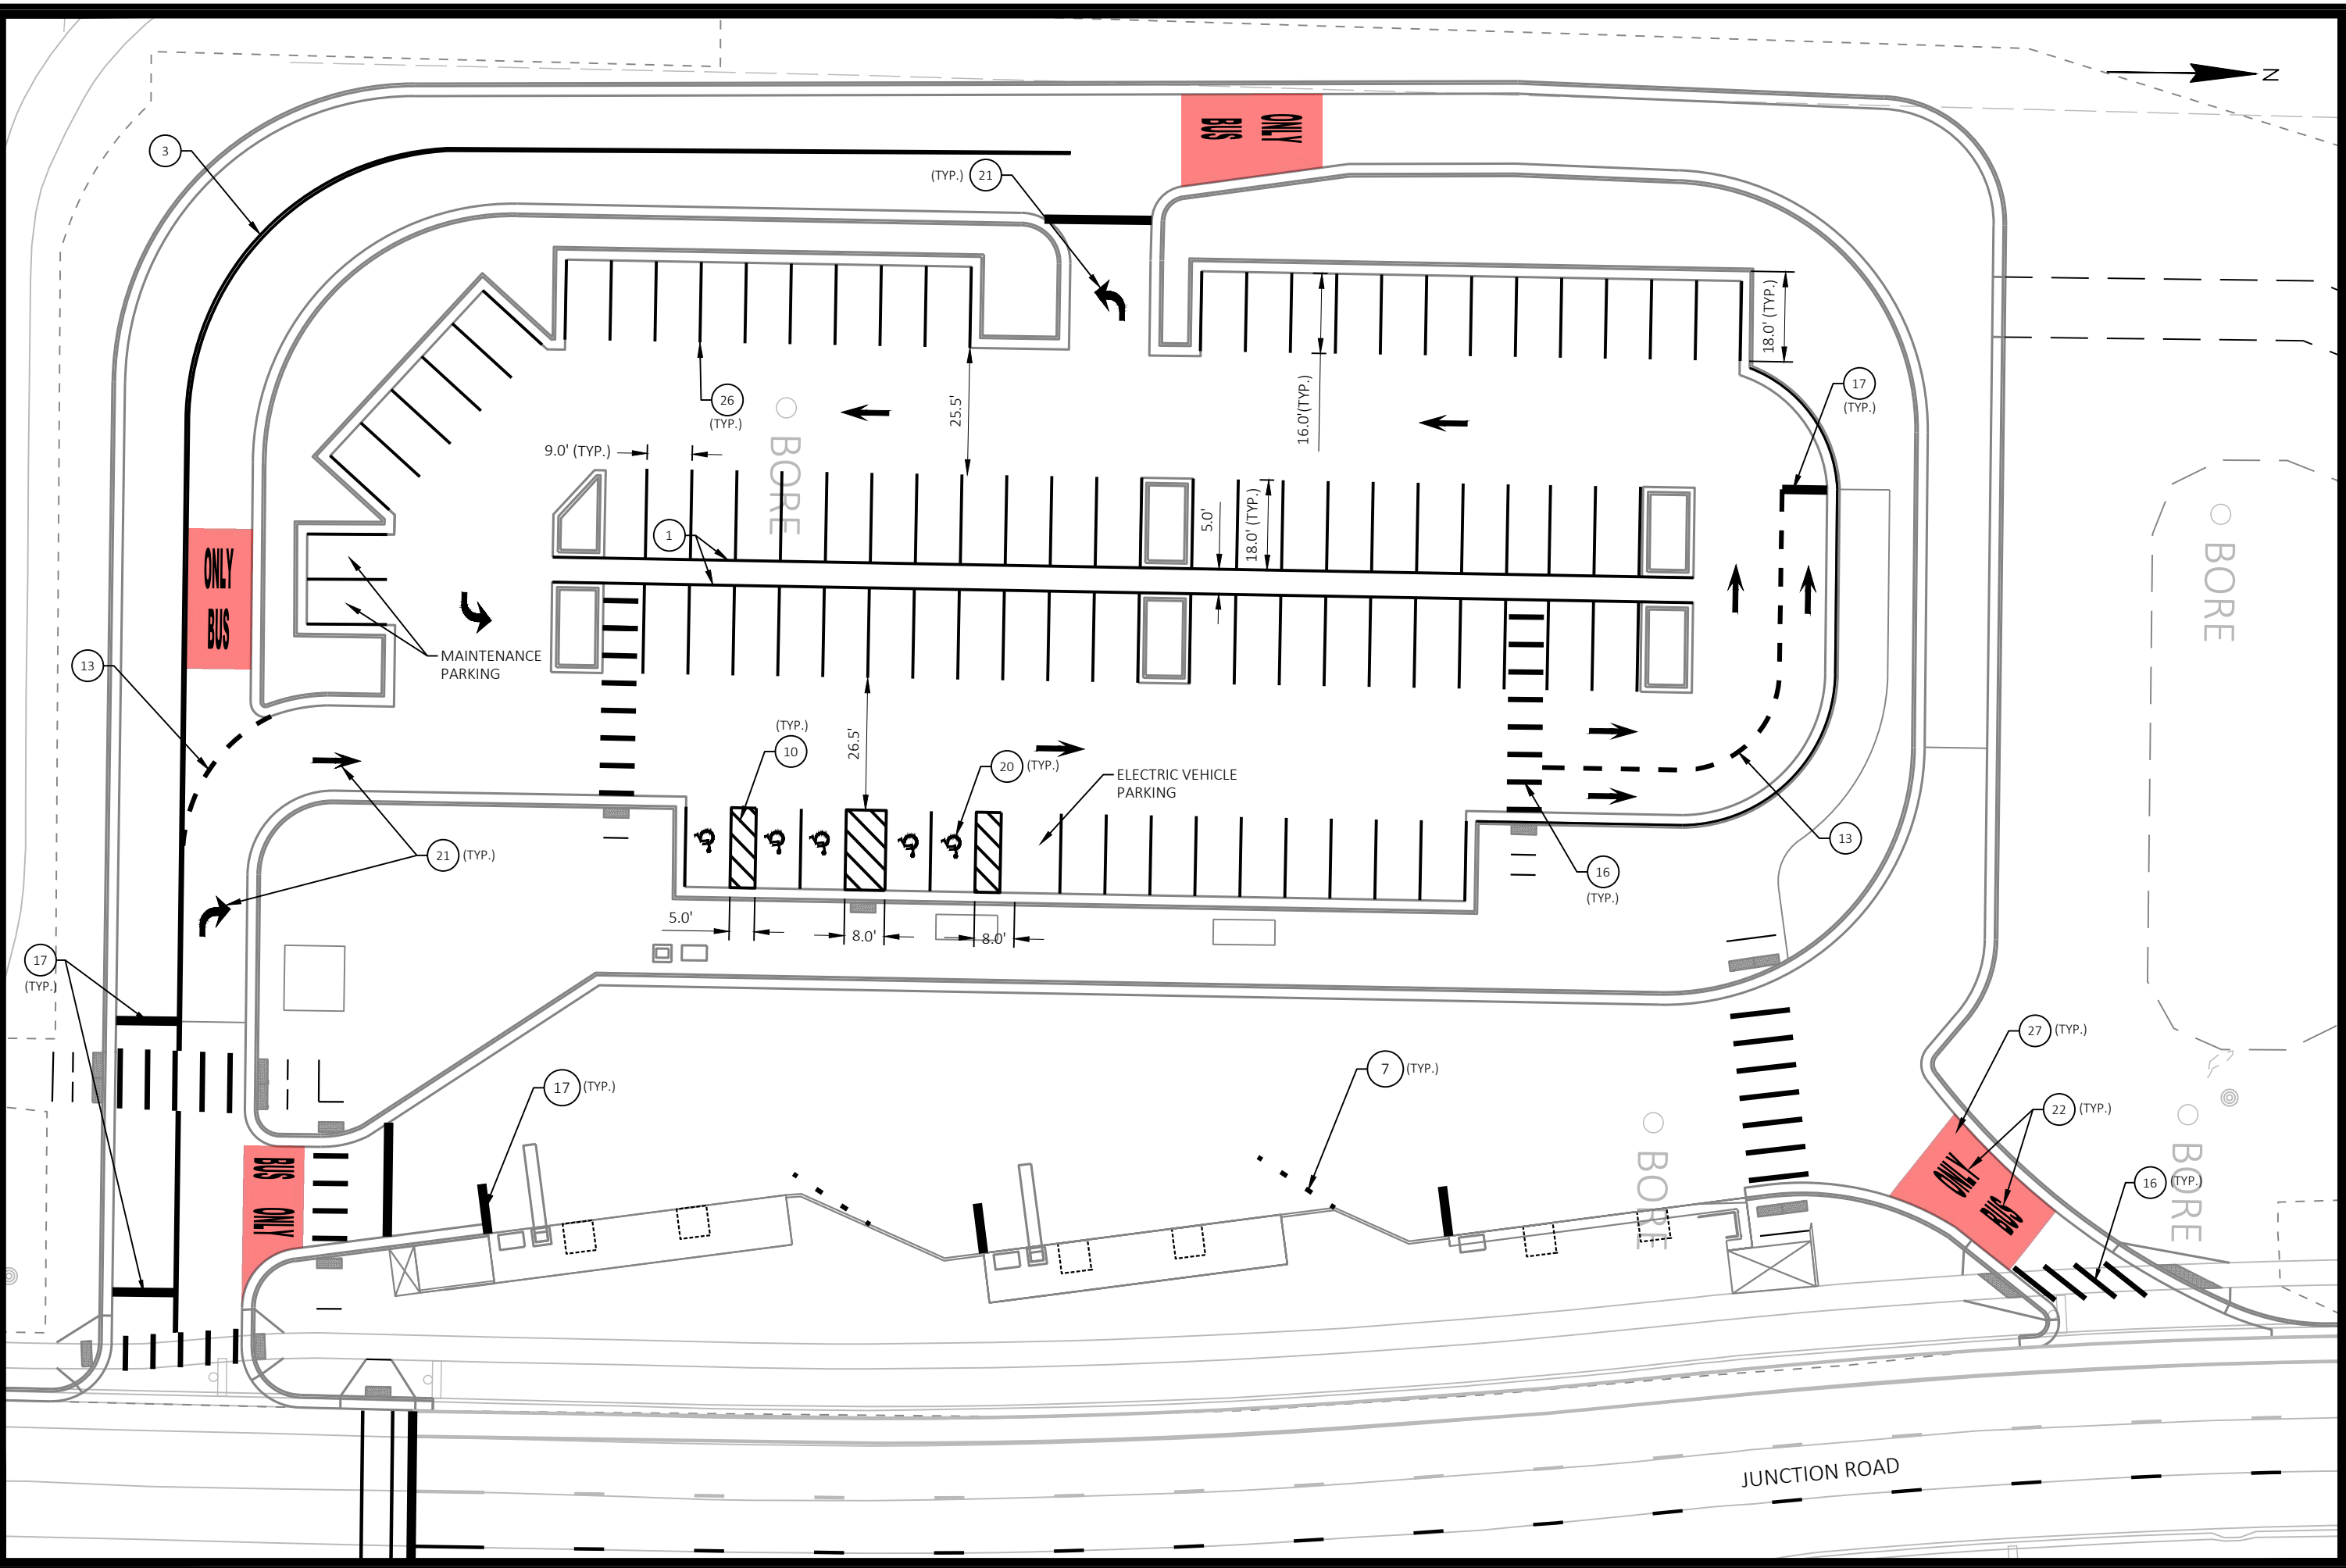 N
ONLY
BUS
3
(TYP.) 21
18.0' (TYP.)
17
(TYP.)
26
(TYP.)
25.5'
16.0'(TYP.)
BORE
9.0' (TYP.)
1
5.0'
18.0' (TYP.)
BORE
ONLY
BUS
13
MAINTENANCE
PARKING
(TYP.)
10
26.5'
20 (TYP.)
ELECTRIC VEHICLE
PARKING
13
21 (TYP.)
16
(TYP.)
5.0'
8.0'
8.0'
17
(TYP.)
27 (TYP.)
17 (TYP.)
7 (TYP.)
22 (TYP.)
BORE
BORE
BUS
ONLY
ONLY
BUS
16 (TYP.)
JUNCTION ROAD